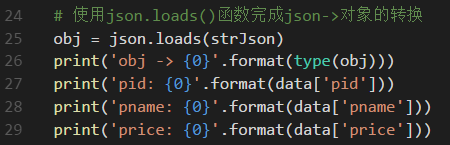 24 # 使用json.loads()函数完成json->对象的转换
25 obj = json.loads(strJson)
26 print('obj -> {0}'.format(type(obj)))
27 print('pid: {0}'.format(data['pid']))
28 print('pname: {0}'.format(data['pname']))
29 print('price: {0}'.format(data['price']))